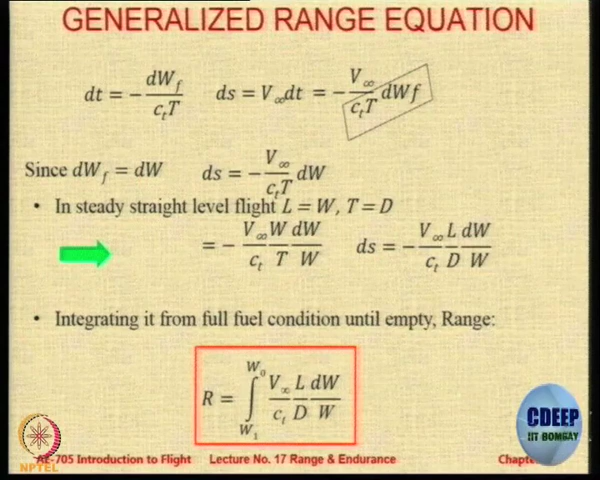 GENERALIZED RANGE EQUATION
dt = − dW_f / c_t T    ds = V_∞ dt = − V_∞ / c_t T dWf
Since dW_f = dW    ds = − V_∞ / c_t T dW
• In steady straight level flight L = W, T = D
= − V_∞ / c_t W / T dW / W    ds = − V_∞ / c_t L / D dW / W
• Integrating it from full fuel condition until empty, Range:
R = ∫_{W_1}^{W_0} V_∞ / c_t L / D dW / W
CDEEP
IIT BOMBAY
AE-705 Introduction to Flight    Lecture No. 17 Range & Endurance
NPTEL